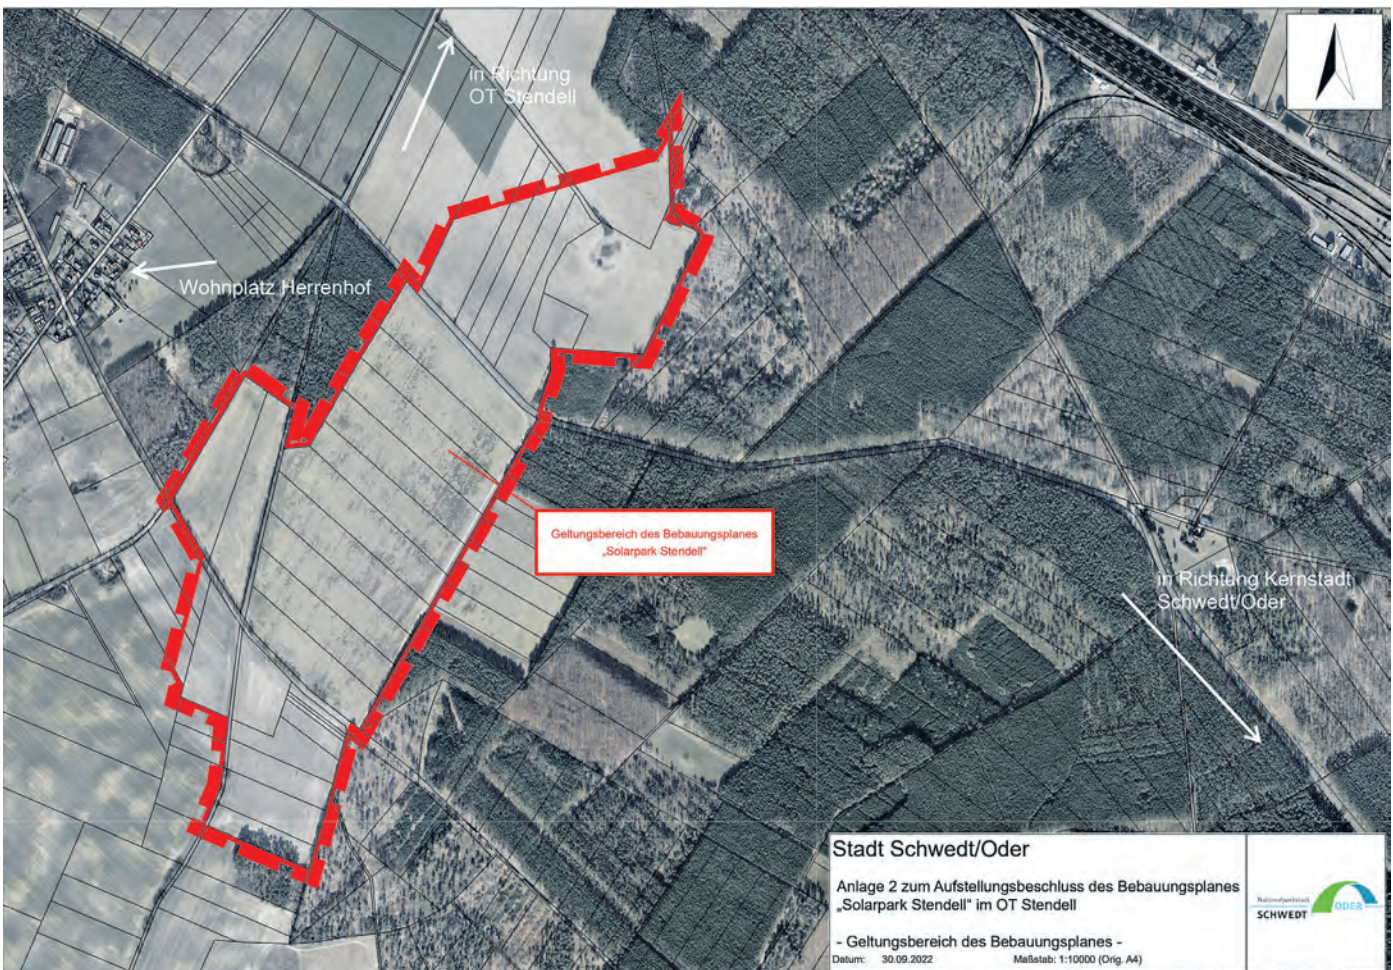 in Richtung
OT Stendell
Wohnplatz Herrenhof
Geltungsbereich des Bebauungsplanes
„Solarpark Stendell"
in Richtung Kernstadt
Schwedt/Oder
Stadt Schwedt/Oder
Anlage 2 zum Aufstellungsbeschluss des Bebauungsplanes
„Solarpark Stendell" im OT Stendell
- Geltungsbereich des Bebauungsplanes -
Datum: 30.09.2022 Maßstab: 1:10000 (Orig. A4)
Nationalparkstadt
SCHWEDT
ODER